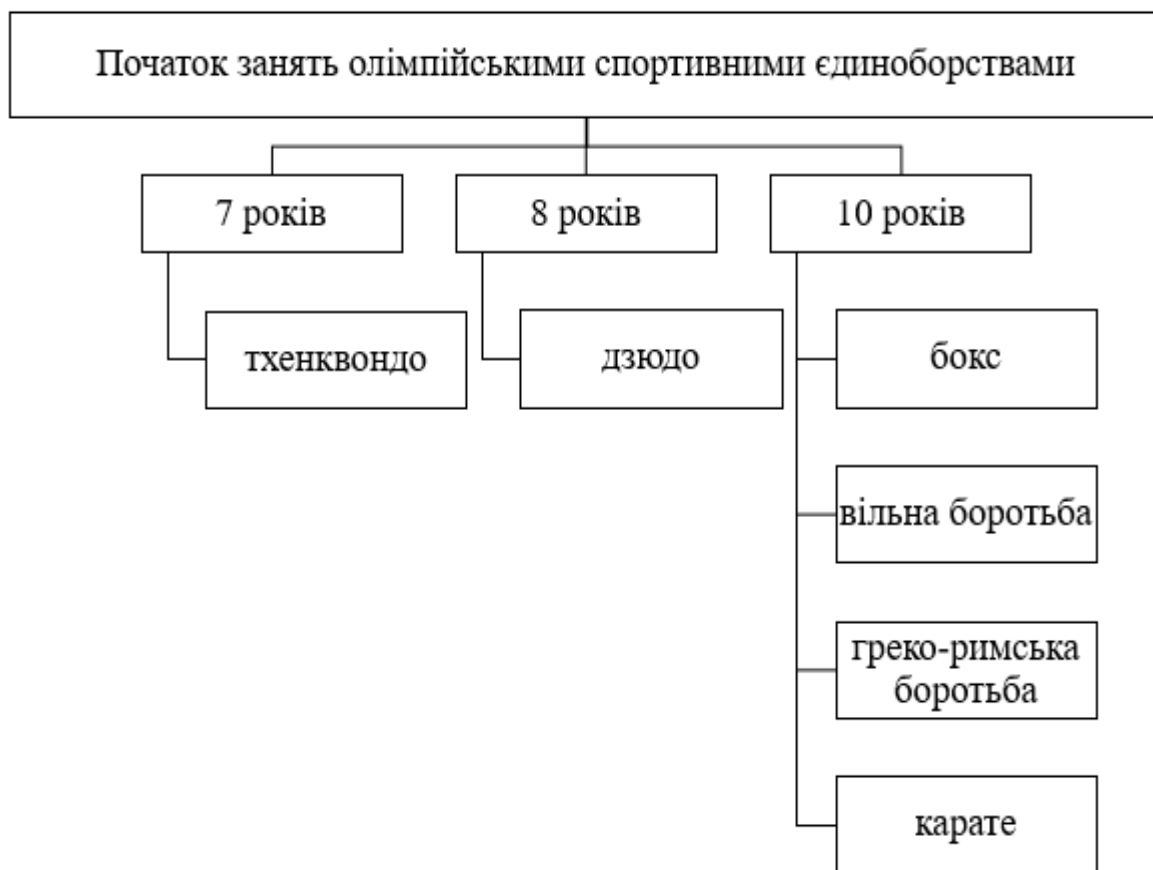 Початок занять олімпійськими спортивними єдиноборствами
7 років
8 років
10 років
тхенквондо
дзюдо
бокс
вільна боротьба
греко-римська
боротьба
карате